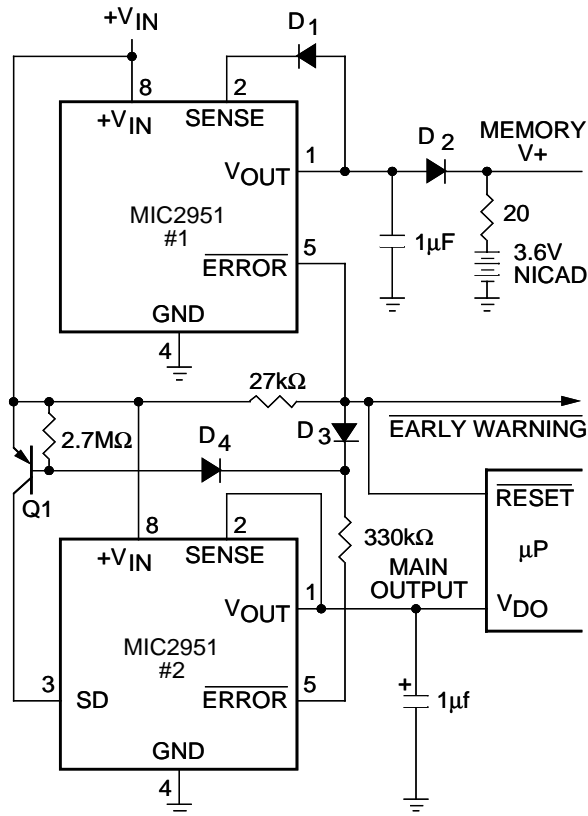 +VIN
D1
8
2
+VIN
SENSE
1
VOUT
D2
MEMORY
V+
MIC2951
#1
5
ERROR
1µF
20
3.6V
NICAD
GND
4
27kΩ
2.7MΩ
D4
D3
EARLY WARNING
Q1
RESET
8
2
330kΩ
+VIN
SENSE
µP
MAIN
OUTPUT
1
VOUT
VDO
MIC2951
#2
3
SD
5
ERROR
+
1µf
GND
4